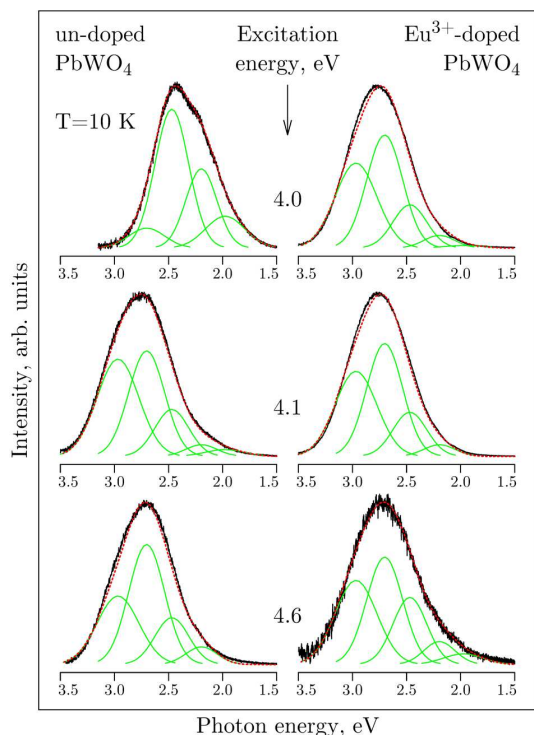 un-doped Excitation Eu³⁺-doped
PbWO₄ energy, eV PbWO₄
T=10 K
4.0
3.5 3.0 2.5 2.0 1.5 3.5 3.0 2.5 2.0 1.5
4.1
3.5 3.0 2.5 2.0 1.5 3.5 3.0 2.5 2.0 1.5
4.6
3.5 3.0 2.5 2.0 1.5 3.5 3.0 2.5 2.0 1.5
Intensity, arb. units
Photon energy, eV